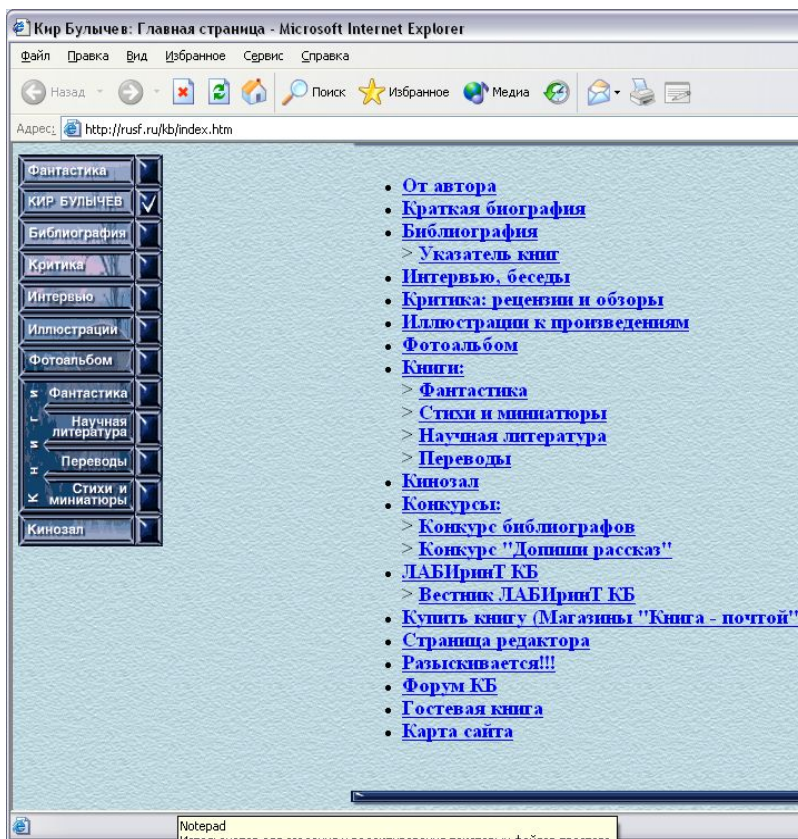 Кир Булычев: Главная страница - Microsoft Internet Explorer
Файл Правка Вид Избранное Сервис Справка
Назад Поиск Избранное Медиа
Адрес: http://rusf.ru/kb/index.htm
Фантастика
КИР БУЛЫЧЕВ
Библиография
Критика
Интервью
Иллюстрации
Фотоальбом
Книги
Фантастика
Научная
литература
Переводы
Стихи и
миниатюры
Кинозал
• От автора
• Краткая биография
• Библиография
> Указатель книг
• Интервью, беседы
• Критика: рецензии и обзоры
• Иллюстрации к произведениям
• Фотоальбом
• Книги:
> Фантастика
> Стихи и миниатюры
> Научная литература
> Переводы
• Кинозал
• Конкурсы:
> Конкурс библиографов
> Конкурс "Допиши рассказ"
• ЛАБИринТ КБ
> Вестник ЛАБИринТ КБ
• Купить книгу (Магазины "Книга - почтой"
• Страница редактора
• Разыскивается!!!
• Форум КБ
• Гостевая книга
• Карта сайта
Notepad